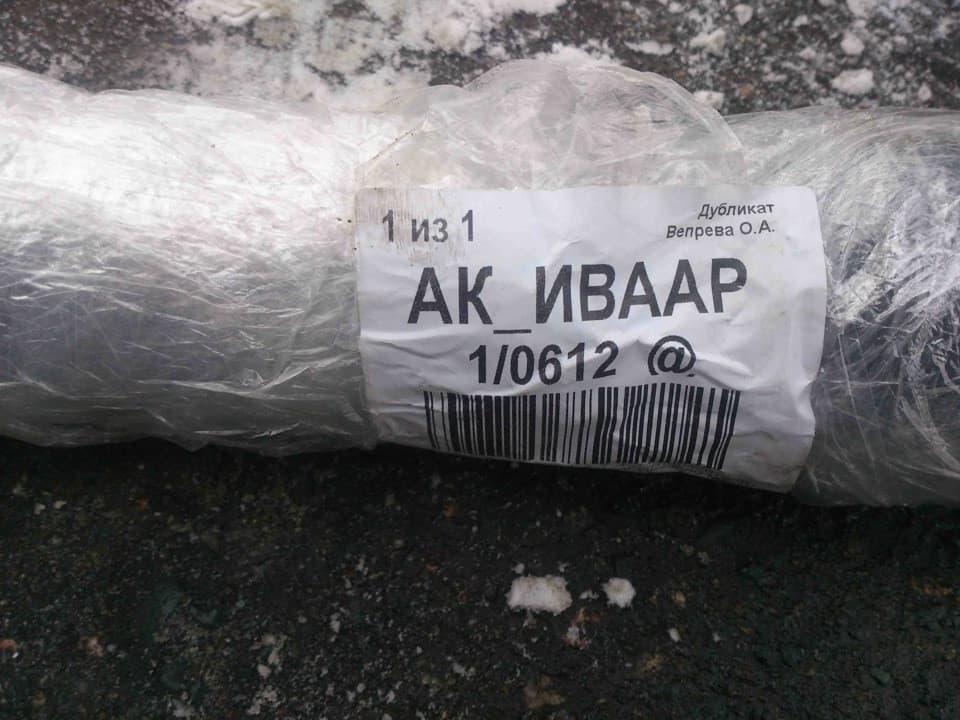 1 из 1
Дубликат
Вепрева О.А.
АК_ИВААР
1/0612 @